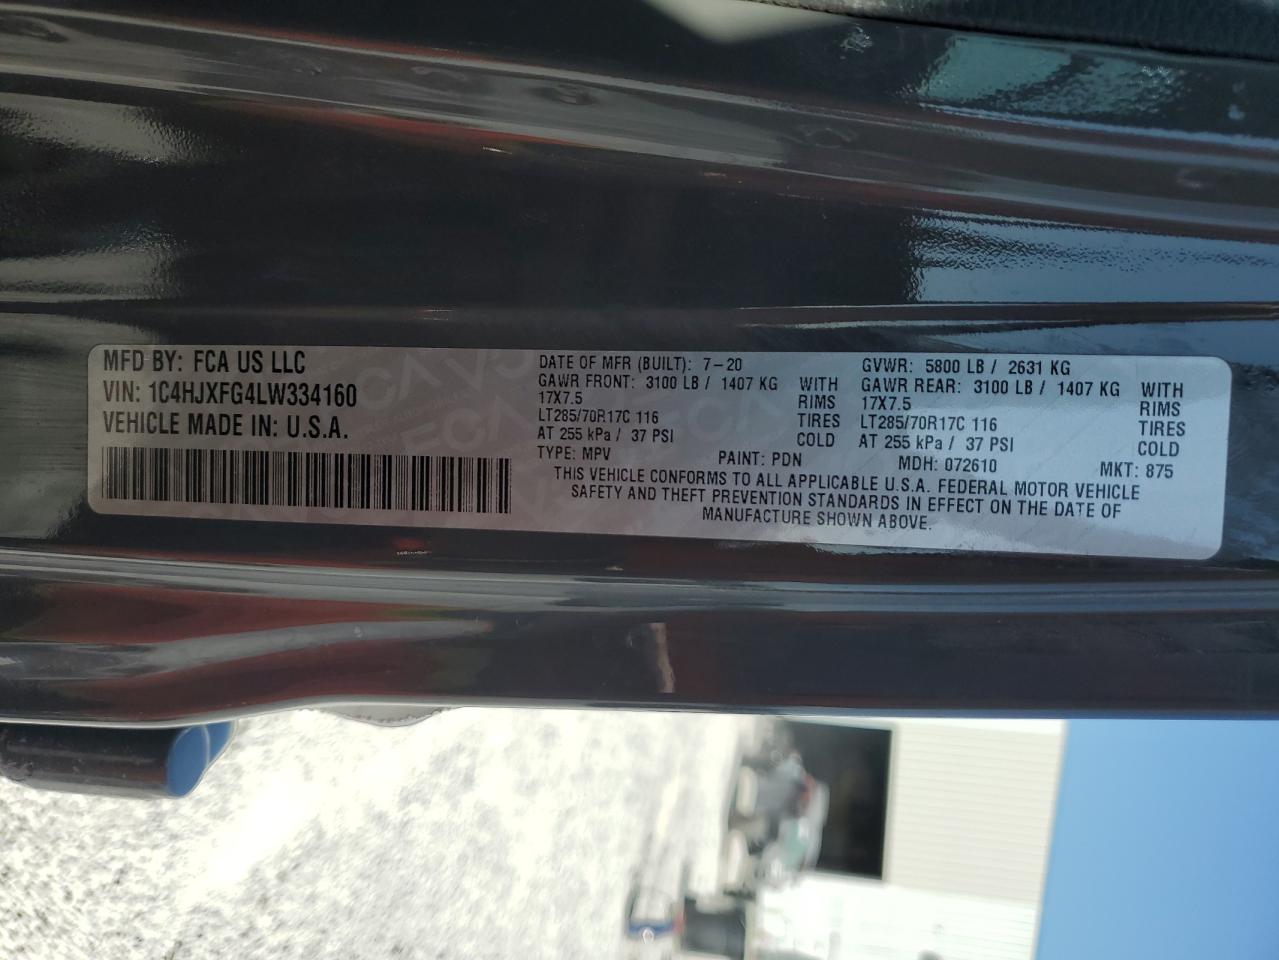 MFD BY: FCA US LLC
VIN: 1C4HJXFG4LW334160
VEHICLE MADE IN: U.S.A.
DATE OF MFR (BUILT): 7-20
GAWR FRONT: 3100 LB / 1407 KG WITH
17X7.5 RIMS
LT285/70R17C 116 TIRES
AT 255 kPa / 37 PSI COLD
GVWR: 5800 LB / 2631 KG
GAWR REAR: 3100 LB / 1407 KG WITH
17X7.5 RIMS
LT285/70R17C 116 TIRES
AT 255 kPa / 37 PSI COLD
TYPE: MPV PAINT: PDN MDH: 072610 MKT: 875
THIS VEHICLE CONFORMS TO ALL APPLICABLE U.S.A. FEDERAL MOTOR VEHICLE
SAFETY AND THEFT PREVENTION STANDARDS IN EFFECT ON THE DATE OF
MANUFACTURE SHOWN ABOVE.